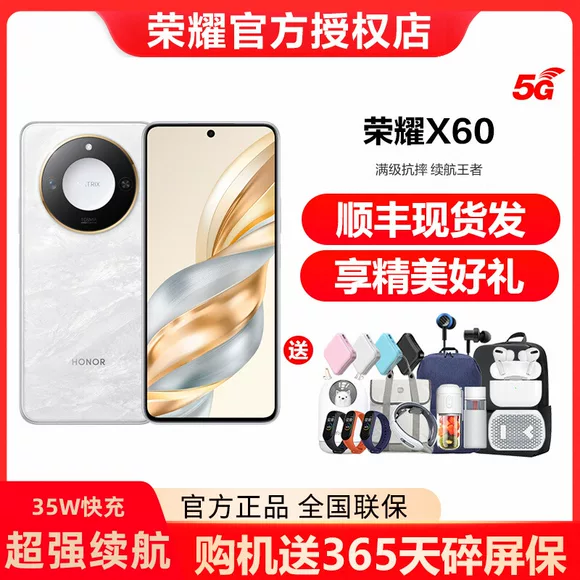 荣耀官方授权店
5G
荣耀X60
满级抗摔 续航王者
顺丰现货发
享精美好礼
送
MATRIX
HONOR
35W快充
超强续航
官方正品 全国联保
购机送365天碎屏保